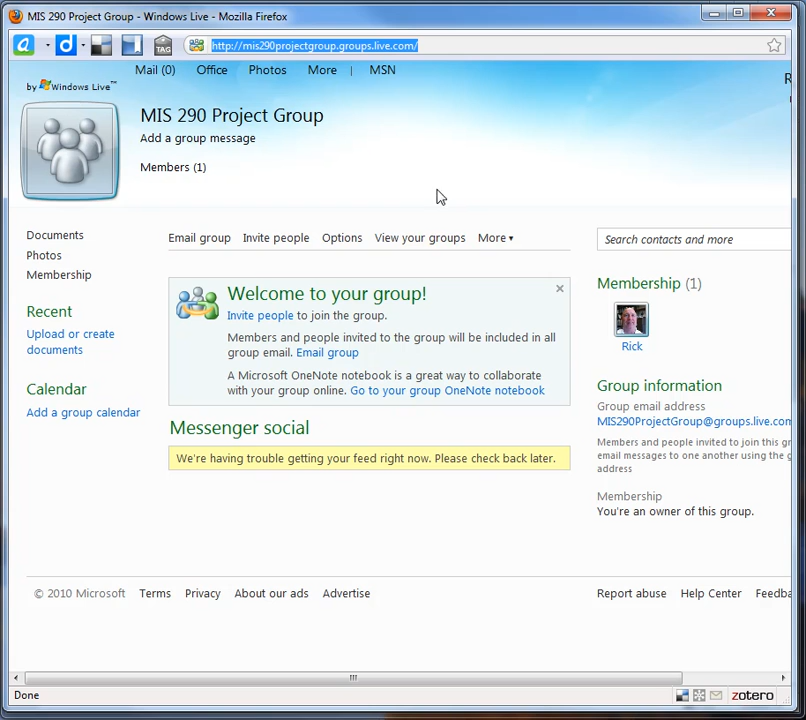 MIS 290 Project Group - Windows Live - Mozilla Firefox
a d TAG http://mis290projectgroup.groups.live.com/
Mail (0) Office Photos More | MSN
by Windows Live™
MIS 290 Project Group
Add a group message
Members (1)
Documents
Photos
Membership
Recent
Upload or create
documents
Calendar
Add a group calendar
Email group Invite people Options View your groups More ▾
Welcome to your group!
Invite people to join the group.
Members and people invited to the group will be included in all
group email. Email group
A Microsoft OneNote notebook is a great way to collaborate
with your group online. Go to your group OneNote notebook
Messenger social
We're having trouble getting your feed right now. Please check back later.
Search contacts and more
Membership (1)
Rick
Group information
Group email address
MIS290ProjectGroup@groups.live.com
Members and people invited to join this gr
email messages to one another using the g
address
Membership
You're an owner of this group.
© 2010 Microsoft Terms Privacy About our ads Advertise Report abuse Help Center Feedba
Done zotero